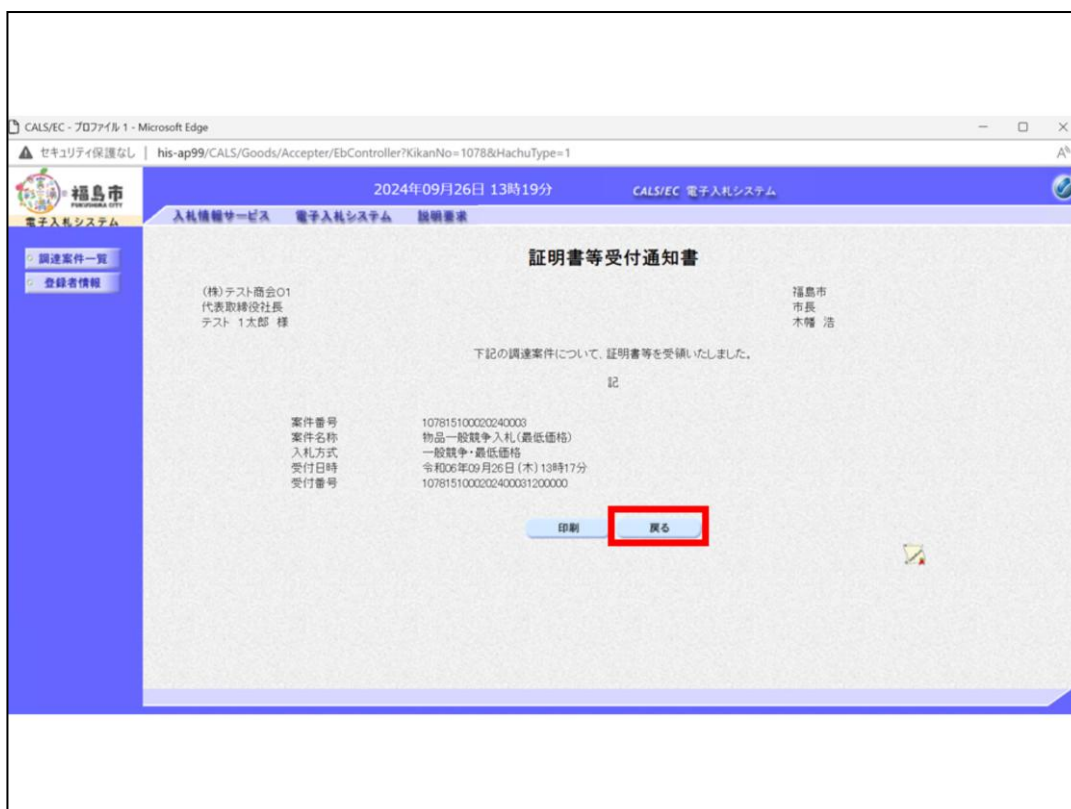 CALS/EC - プロファイル 1 - Microsoft Edge
セキュリティ保護なし | his-ap99/CALS/Goods/Accepter/EbController?KikanNo=1078&HachuType=1
福島市
FUKUSHIMA CITY
電子入札システム
2024年09月26日 13時19分
CALS/EC 電子入札システム
入札情報サービス 電子入札システム 説明要求
調達案件一覧
登録者情報
証明書等受付通知書
(株)テスト商会01
代表取締役社長
テスト 1太郎 様
福島市
市長
木幡 浩
下記の調達案件について、証明書等を受領いたしました。
記
案件番号 107815100020240003
案件名称 物品一般競争入札(最低価格)
入札方式 一般競争・最低価格
受付日時 令和06年09月26日(木)13時17分
受付番号 1078151000202400031200000
印刷 戻る